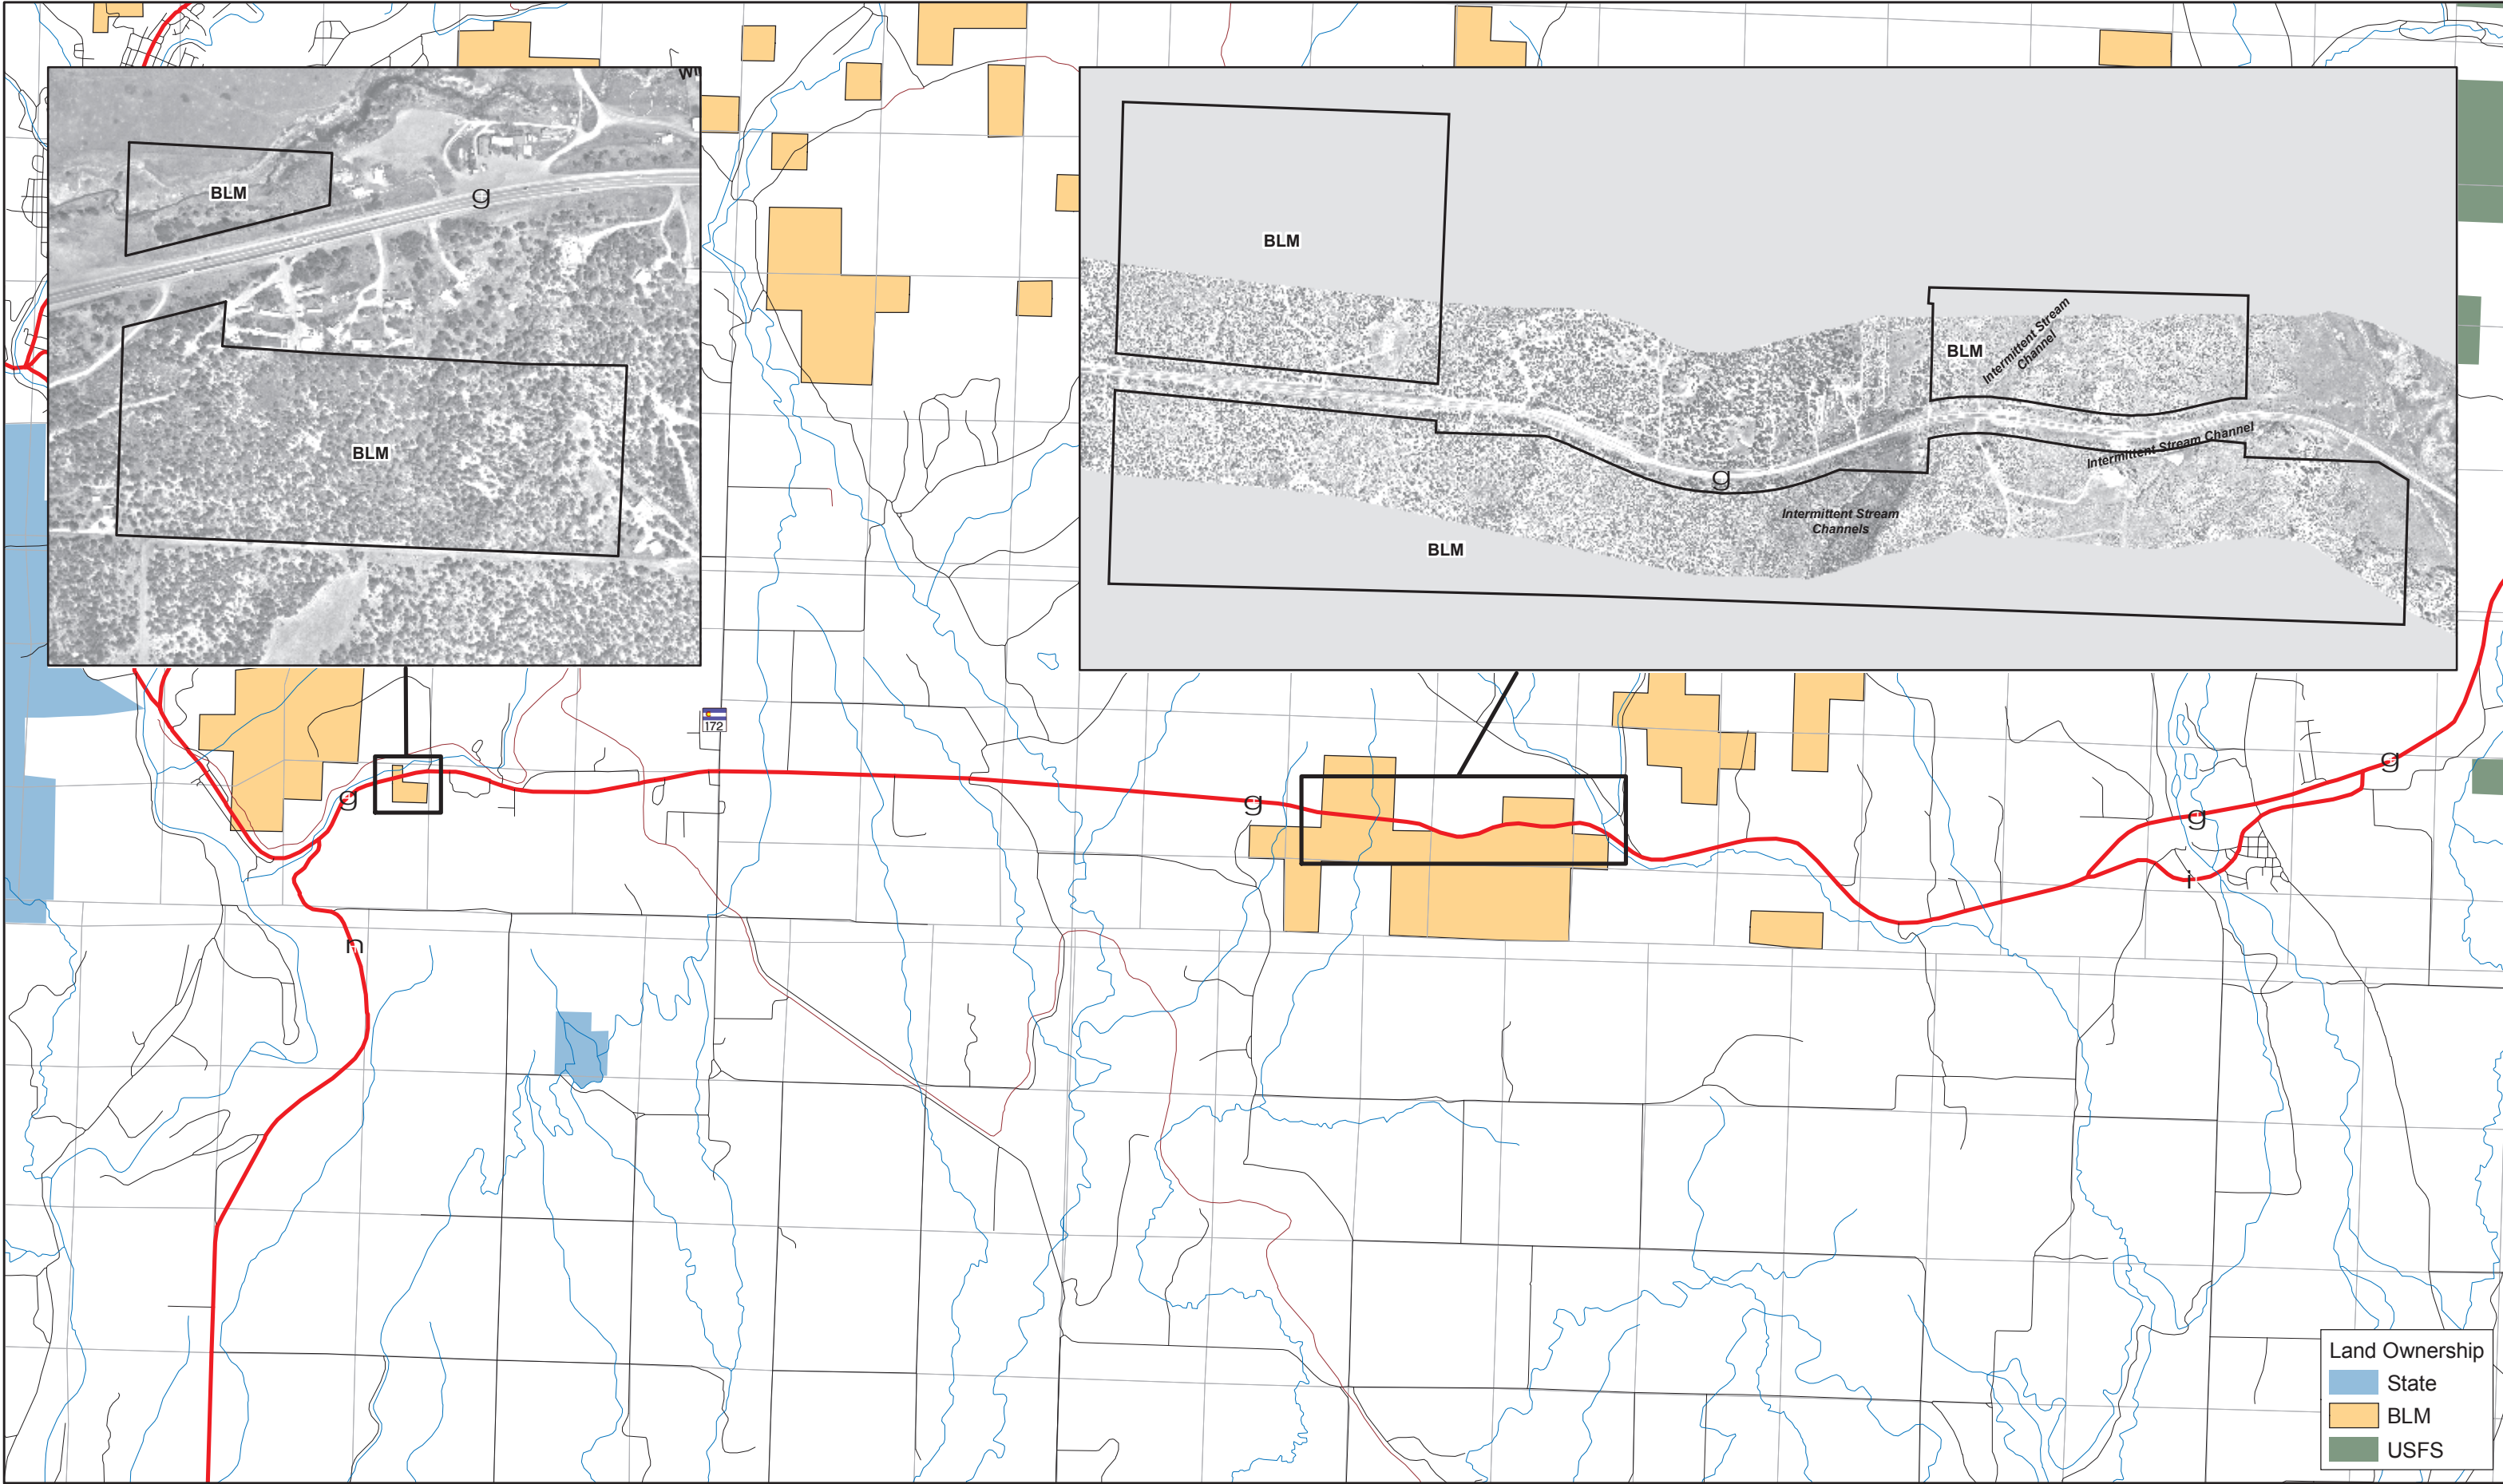 BLM
g
BLM
BLM
BLM
Intermittent Stream
Channel
Intermittent Stream Channel
g
Intermittent Stream
Channels
BLM
172
g
g
g
g
i
n
Land Ownership
State
BLM
USFS